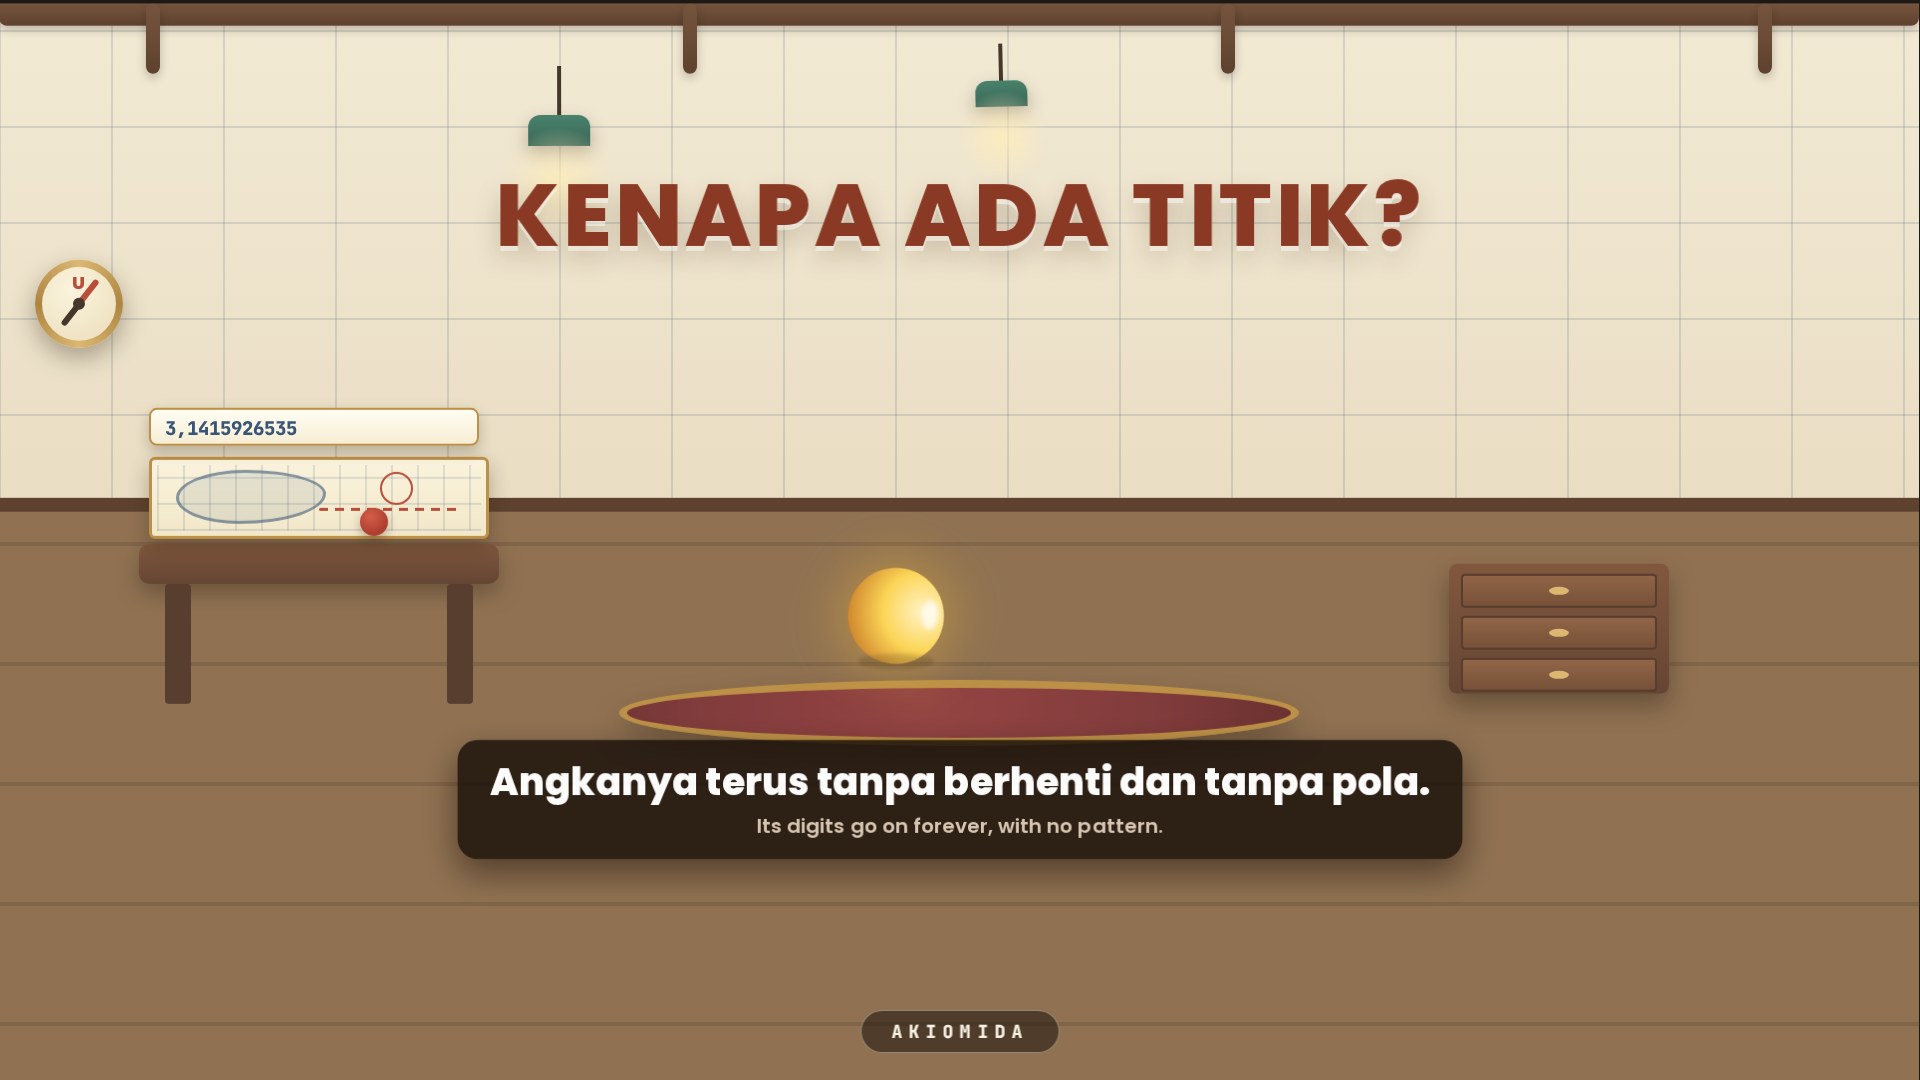 KENAPA ADA TITIK?
U
3,1415926535
Angkanya terus tanpa berhenti dan tanpa pola.
Its digits go on forever, with no pattern.
AKIOMIDA